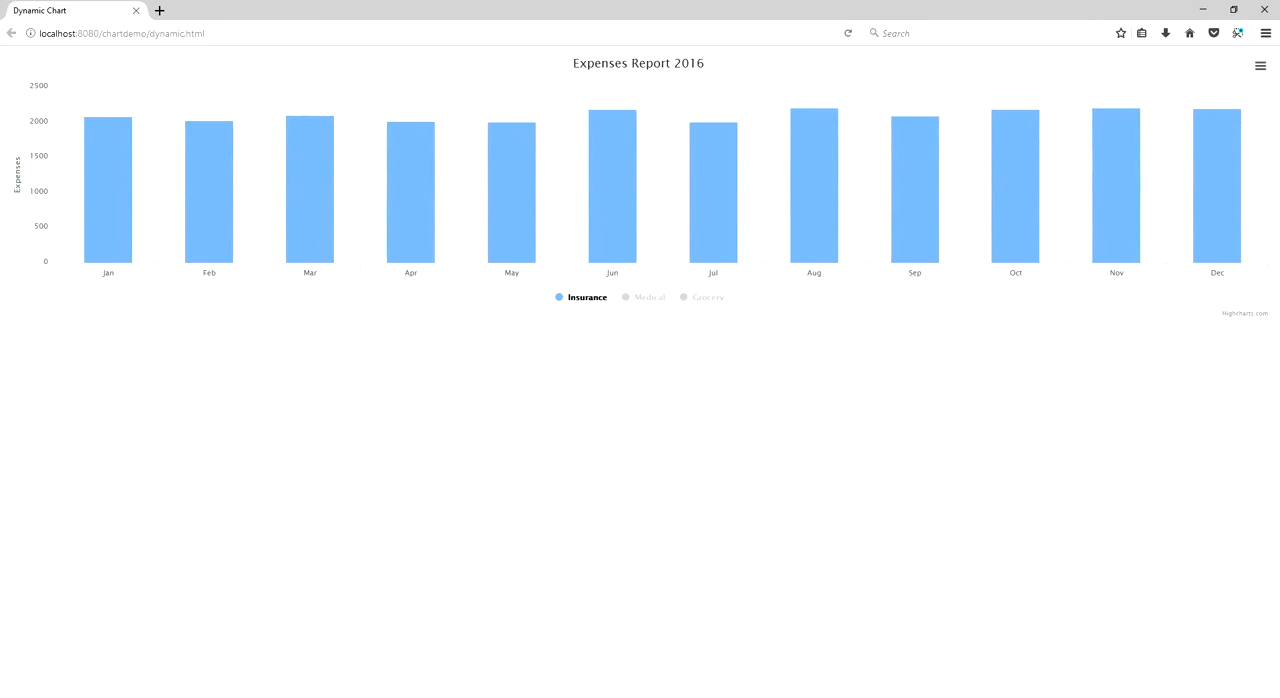 Dynamic Chart
localhost:8080/chartdemo/dynamic.html
Search
Expenses Report 2016
Expenses
2500
2000
1500
1000
500
0
Jan Feb Mar Apr May Jun Jul Aug Sep Oct Nov Dec
Insurance Medical Grocery
Highcharts.com